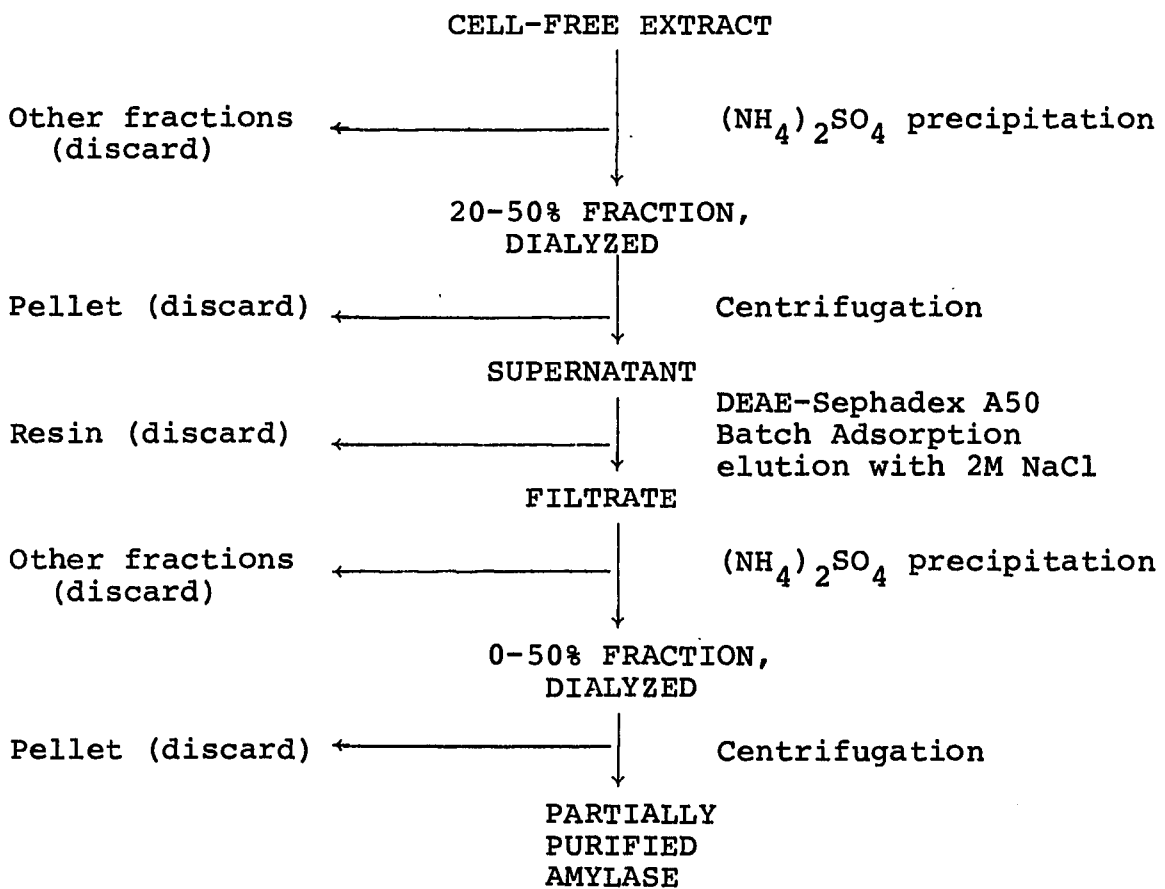 CELL-FREE EXTRACT
Other fractions
(discard)
(NH4)2SO4 precipitation
20-50% FRACTION,
DIALYZED
Pellet (discard)
Centrifugation
SUPERNATANT
Resin (discard)
DEAE-Sephadex A50
Batch Adsorption
elution with 2M NaCl
FILTRATE
Other fractions
(discard)
(NH4)2SO4 precipitation
0-50% FRACTION,
DIALYZED
Pellet (discard)
Centrifugation
PARTIALLY
PURIFIED
AMYLASE